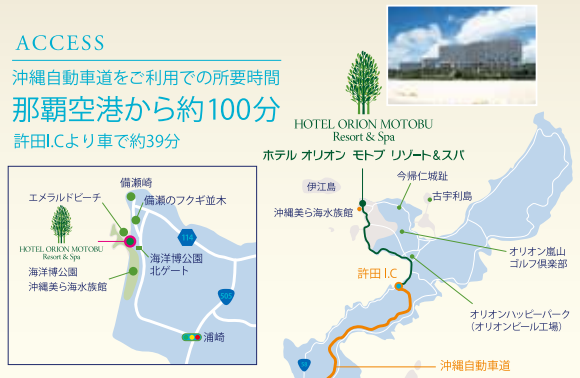 ACCESS
沖縄自動車道をご利用での所要時間
那覇空港から約100分
許田I.Cより車で約39分
HOTEL ORION MOTOBU
Resort & Spa
ホテル オリオン モトブ リゾート&スパ
備瀬崎
エメラルドビーチ
備瀬のフクギ並木
HOTEL ORION MOTOBU
Resort & Spa
114
海洋博公園
北ゲート
海洋博公園
沖縄美ら海水族館
505
浦崎
今帰仁城趾
伊江島
古宇利島
沖縄美ら海水族館
オリオン嵐山
ゴルフ倶楽部
許田 I.C
オリオンハッピーパーク
(オリオンビール工場)
沖縄自動車道